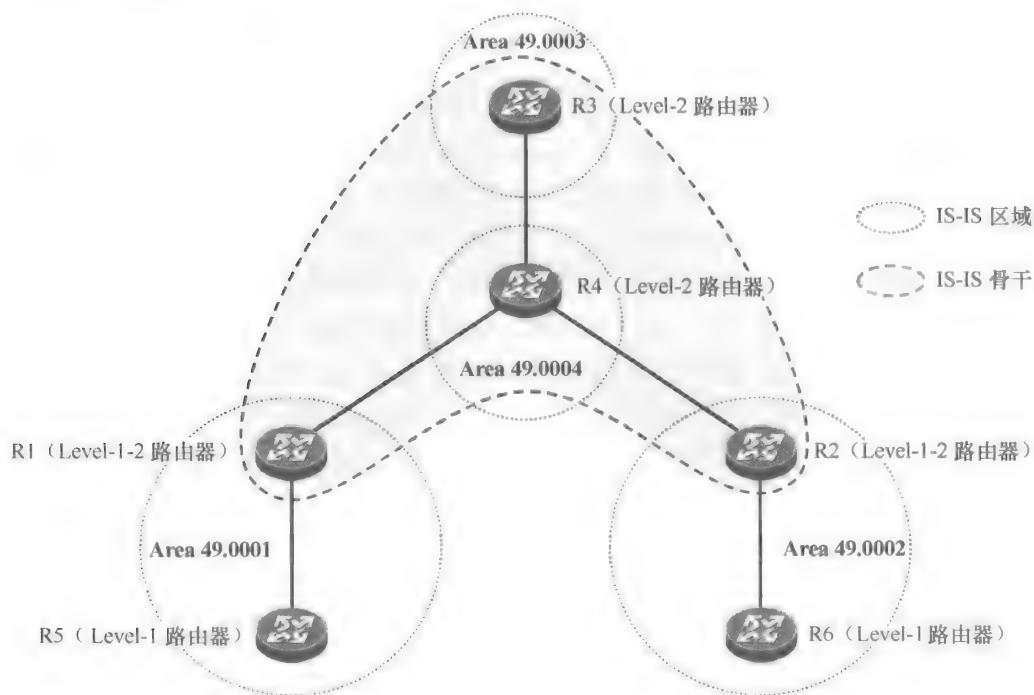 Area 49.0003
R3（Level-2 路由器）
IS-IS 区域
R4（Level-2 路由器）
IS-IS 骨干
Area 49.0004
R1（Level-1-2 路由器）
R2（Level-1-2 路由器）
Area 49.0001
Area 49.0002
R5（ Level-1 路由器）
R6（Level-1路由器）